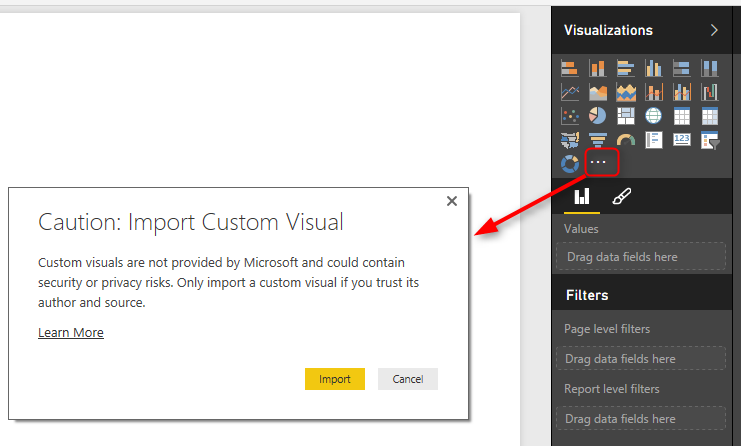 Visualizations
123
...
Values
Drag data fields here
Filters
Page level filters
Drag data fields here
Report level filters
Drag data fields here
Caution: Import Custom Visual
Custom visuals are not provided by Microsoft and could contain
security or privacy risks. Only import a custom visual if you trust its
author and source.
Learn More
Import
Cancel